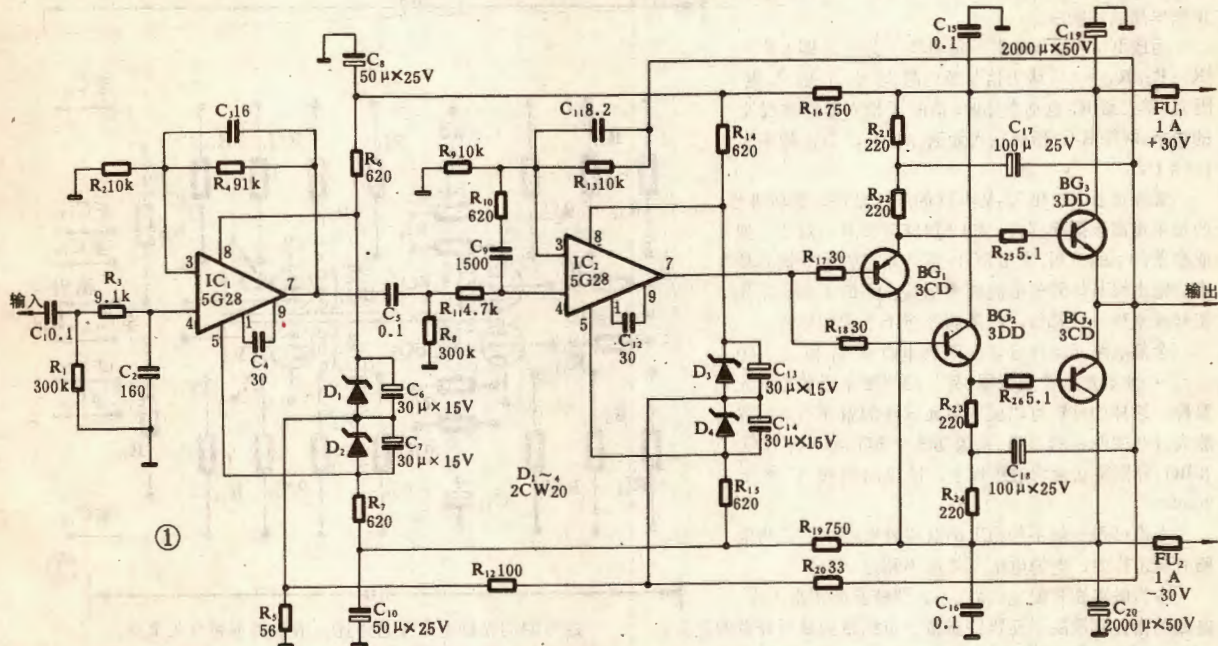 C₁₅
0.1
C₁₉
2000μ×50V
C₈
50μ×25V
R₁₆750
FU₁
1A
+30V
C₃16
C₁₁8.2
R₁₄
620
R₂₁
220
C₁₇
100μ 25V
R₂10k
R₄91k
R₆
620
R₉10k
R₁₃10k
R₁₀
620
R₂₂
220
BG₃
3DD
C₉
1500
R₂₅5.1
R₁₇30
BG₁
3CD
输入
C₁0.1
R₃
9.1k
3
8
IC₁
5G28
7
4
5
1
9
C₄
30
C₅
0.1
R₁₁4.7k
R₈
300k
3
8
IC₂
5G28
7
4
5
1
9
C₁₂
30
输出
R₁₈30
BG₂
3DD
BG₄
3CD
R₁
300k
C₂
160
D₁
C₆
30μ×15V
D₂
C₇
30μ×15V
D₃
C₁₃
30μ×15V
D₄
C₁₄
30μ×15V
R₂₆5.1
R₂₃
220
C₁₈
100μ×25V
D₁~₄
2CW20
R₇
620
R₁₅
620
R₂₄
220
①
R₁₉750
R₁₂100
R₂₀33
FU₂
1A
-30V
R₅
56
C₁₀
50μ×25V
C₁₆
0.1
C₂₀
2000μ×50V